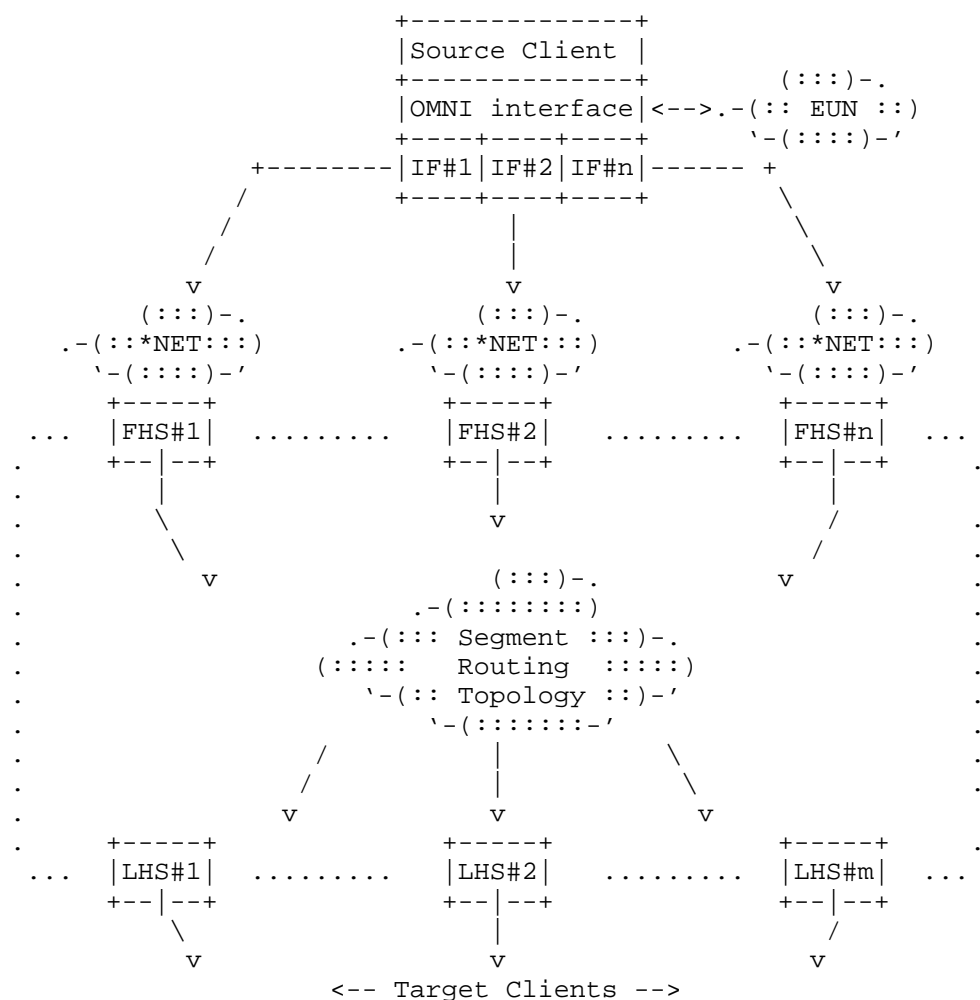 Source Client
OMNI interface
EUN
IF#1 IF#2 IF#n
*NET *NET *NET
FHS#1 FHS#2 FHS#n
Segment
Routing
Topology
LHS#1 LHS#2 LHS#m
<-- Target Clients -->